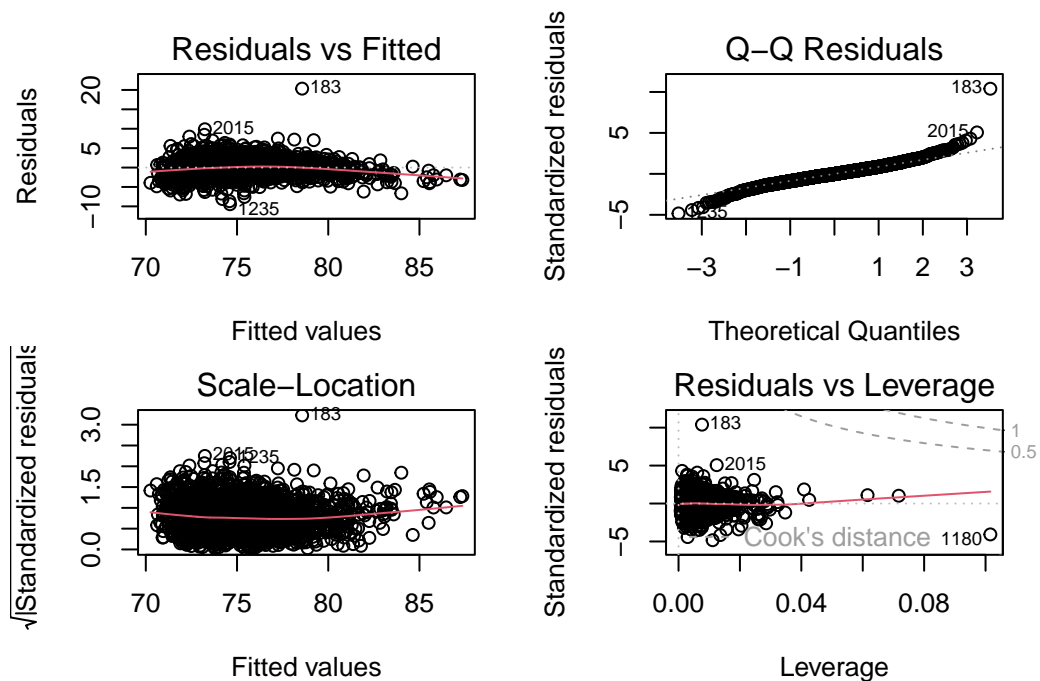 Residuals vs Fitted
Residuals
20
5
−10
183
2015
1235
70 75 80 85
Fitted values
Q−Q Residuals
Standardized residuals
5
−5
183
2015
−3 −1 1 2 3
Theoretical Quantiles
Scale−Location
√|Standardized residuals
3.0
1.5
0.0
183
2015
1235
70 75 80 85
Fitted values
Residuals vs Leverage
Standardized residuals
5
−5
183
2015
1180
Cook's distance
1
0.5
0.00 0.04 0.08
Leverage